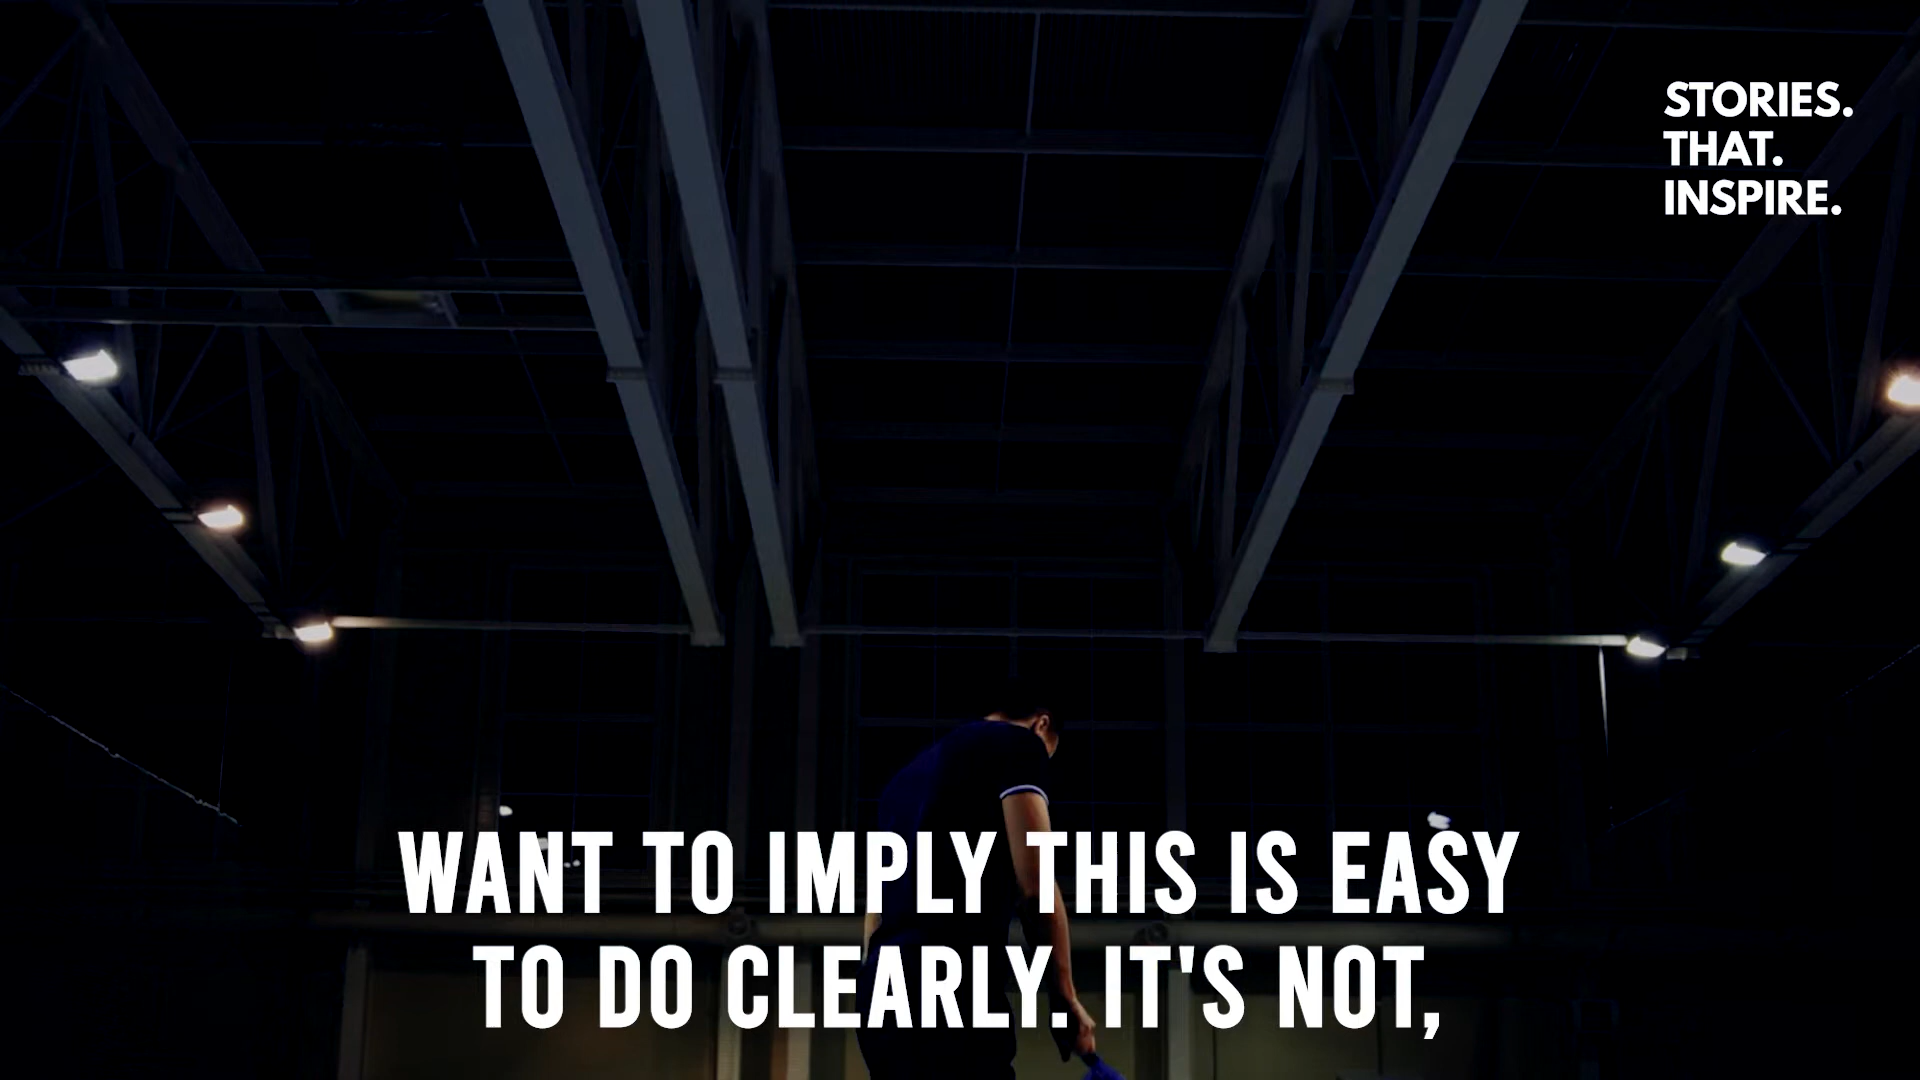 STORIES.
THAT.
INSPIRE.
WANT TO IMPLY THIS IS EASY
TO DO CLEARLY. IT'S NOT,